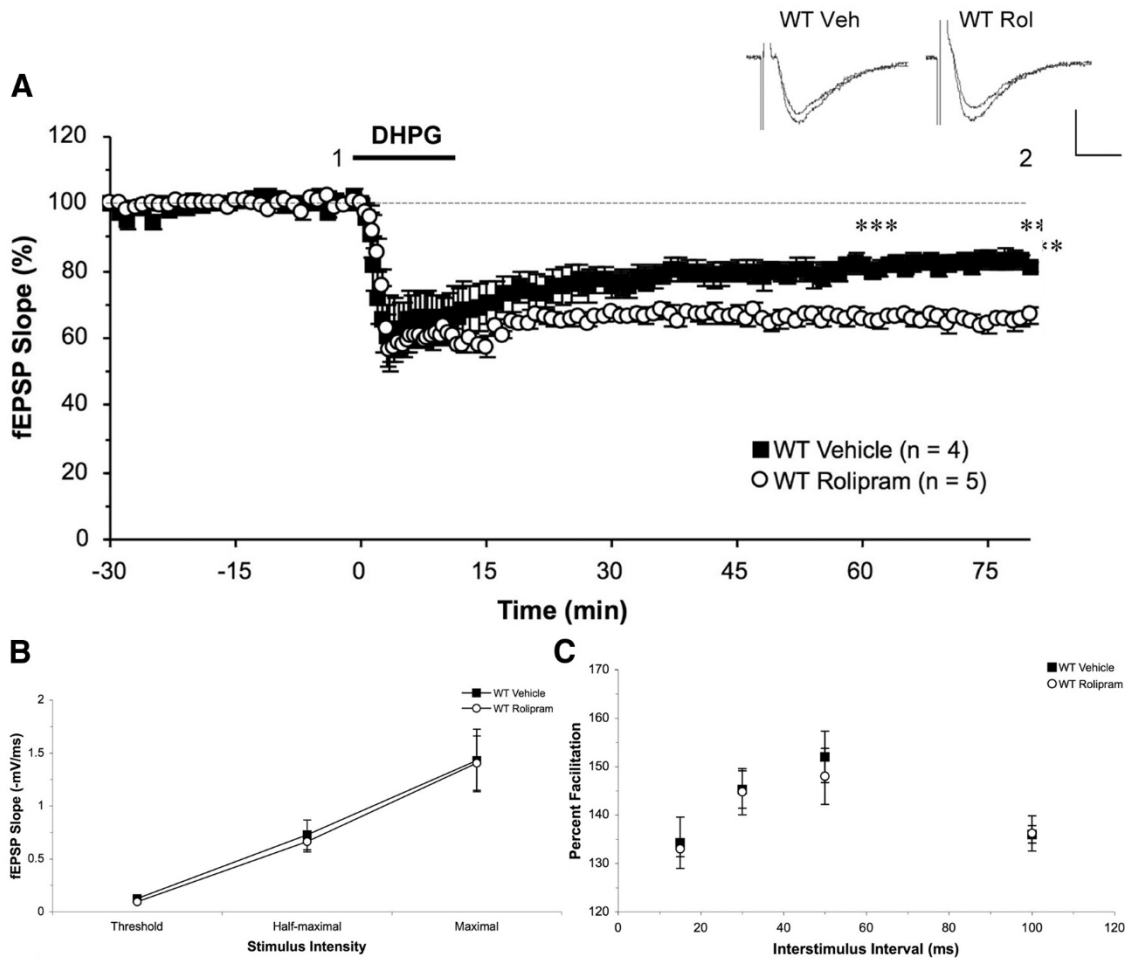 WT Veh WT Rol
A
DHPG
1
2
120
100
80
60
40
20
0
***
**
**
fEPSP Slope (%)
WT Vehicle (n = 4)
WT Rolipram (n = 5)
-30 -15 0 15 30 45 60 75
Time (min)
B
WT Vehicle
WT Rolipram
2
1.5
1
0.5
0
fEPSP Slope (-mV/ms)
Threshold Half-maximal Maximal
Stimulus Intensity
C
WT Vehicle
WT Rolipram
170
160
150
140
130
120
Percent Facilitation
0 20 40 60 80 100 120
Interstimulus Interval (ms)